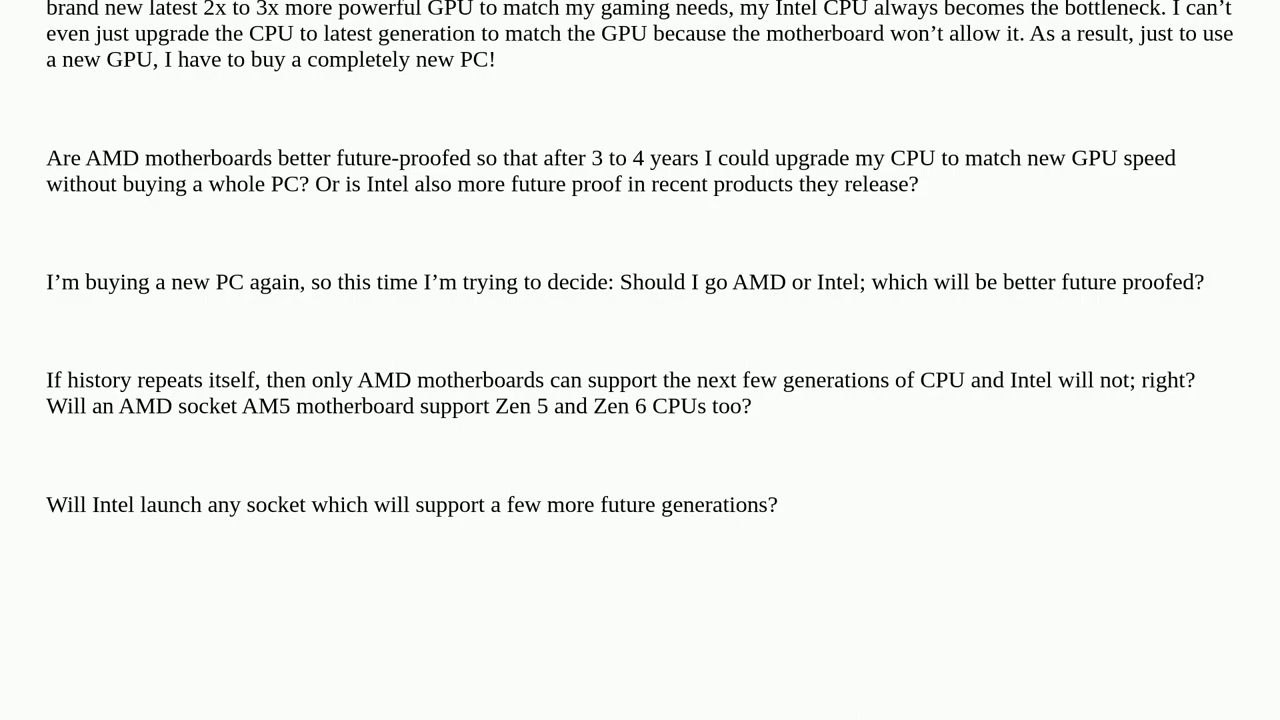 brand new latest 2x to 3x more powerful GPU to match my gaming needs, my Intel CPU always becomes the bottleneck. I can’t
even just upgrade the CPU to latest generation to match the GPU because the motherboard won’t allow it. As a result, just to use
a new GPU, I have to buy a completely new PC!
Are AMD motherboards better future-proofed so that after 3 to 4 years I could upgrade my CPU to match new GPU speed
without buying a whole PC? Or is Intel also more future proof in recent products they release?
I’m buying a new PC again, so this time I’m trying to decide: Should I go AMD or Intel; which will be better future proofed?
If history repeats itself, then only AMD motherboards can support the next few generations of CPU and Intel will not; right?
Will an AMD socket AM5 motherboard support Zen 5 and Zen 6 CPUs too?
Will Intel launch any socket which will support a few more future generations?